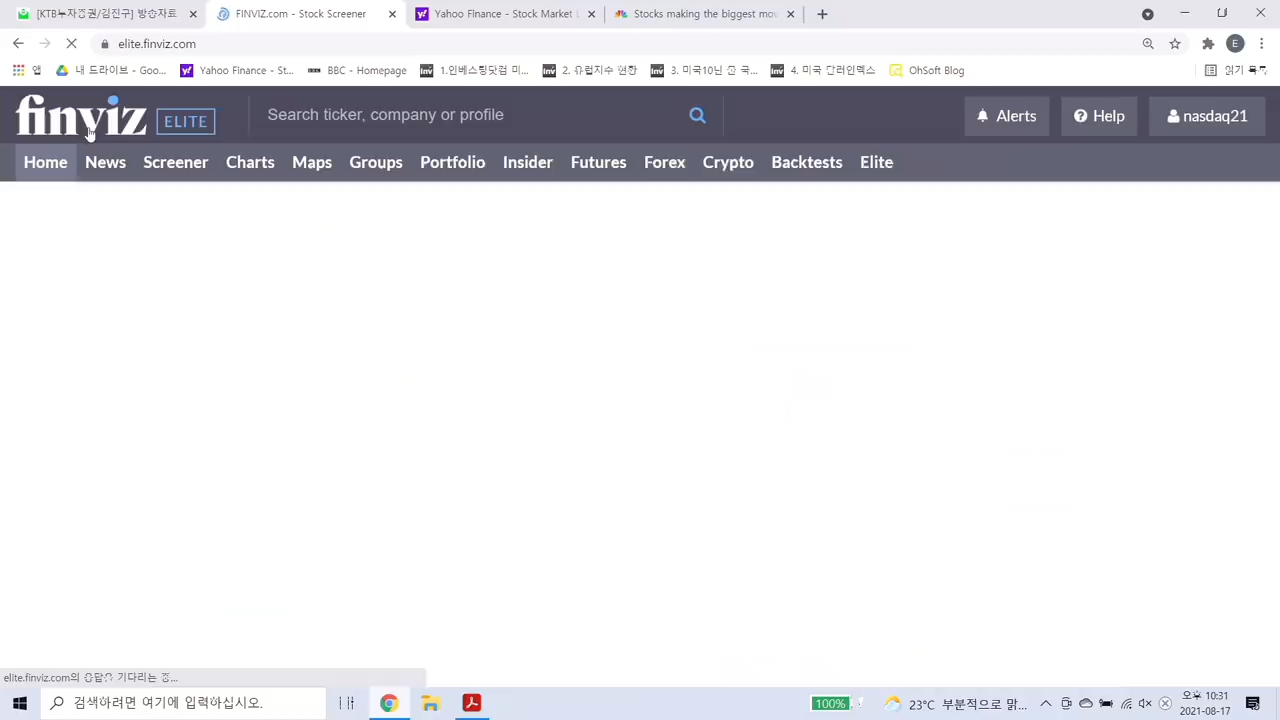 [KTB투자증권/김진구] 방송자료
FINVIZ.com - Stock Screener
Yahoo Finance - Stock Market L
Stocks making the biggest mov
elite.finviz.com
앱
내 드라이브 - Goo...
Yahoo Finance - St...
BBC - Homepage
1.인베스팅닷컴 미...
2. 유럽지수 현황
3. 미국10년 문 국...
4. 미국 달러인덱스
OhSoft Blog
읽기 목록
finviz ELITE
Search ticker, company or profile
Alerts
Help
nasdaq21
Home News Screener Charts Maps Groups Portfolio Insider Futures Forex Crypto Backtests Elite
elite.finviz.com의 응답을 기다리는 중...
검색하려면 여기에 입력하십시오.
100%
23°C 부분적으로 맑...
오후 10:31
2021-08-17